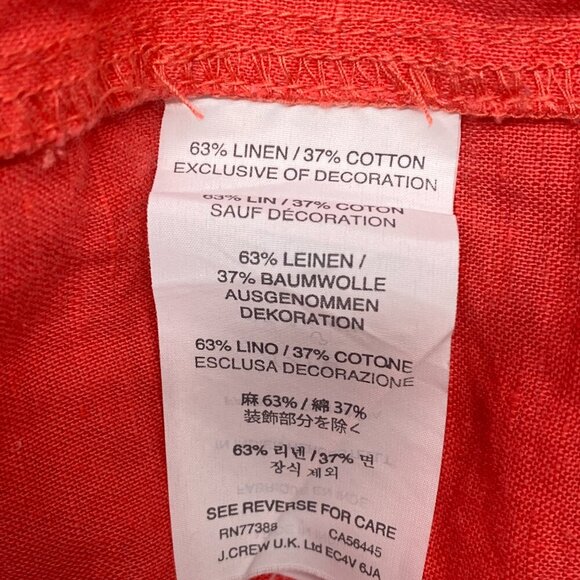 63% LINEN / 37% COTTON
EXCLUSIVE OF DECORATION
63% LIN / 37% COTON
SAUF DÉCORATION
63% LEINEN /
37% BAUMWOLLE
AUSGENOMMEN
DEKORATION
63% LINO / 37% COTONE
ESCLUSA DECORAZIONE
麻 63% / 綿 37%
装飾部分を除く
63% 리넨 / 37% 면
장식 제외
SEE REVERSE FOR CARE
RN77388 CA56445
J.CREW U.K. Ltd EC4V 6JA